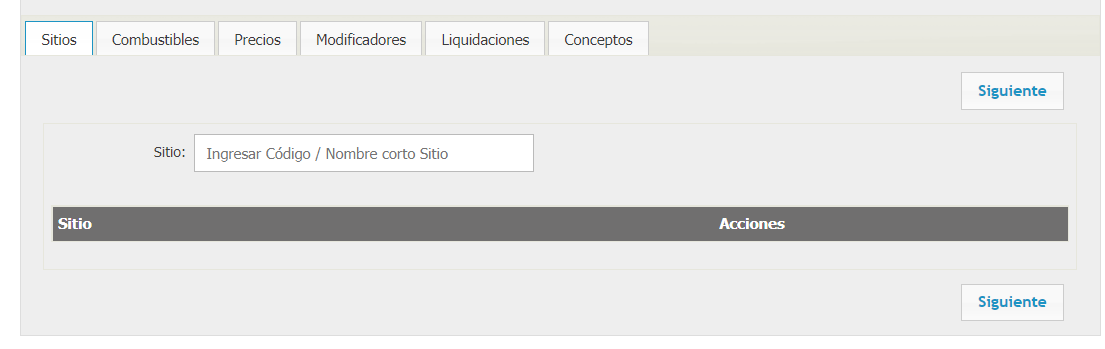 Sitios Combustibles Precios Modificadores Liquidaciones Conceptos
Siguiente
Sitio: Ingresar Código / Nombre corto Sitio
Sitio Acciones
Siguiente